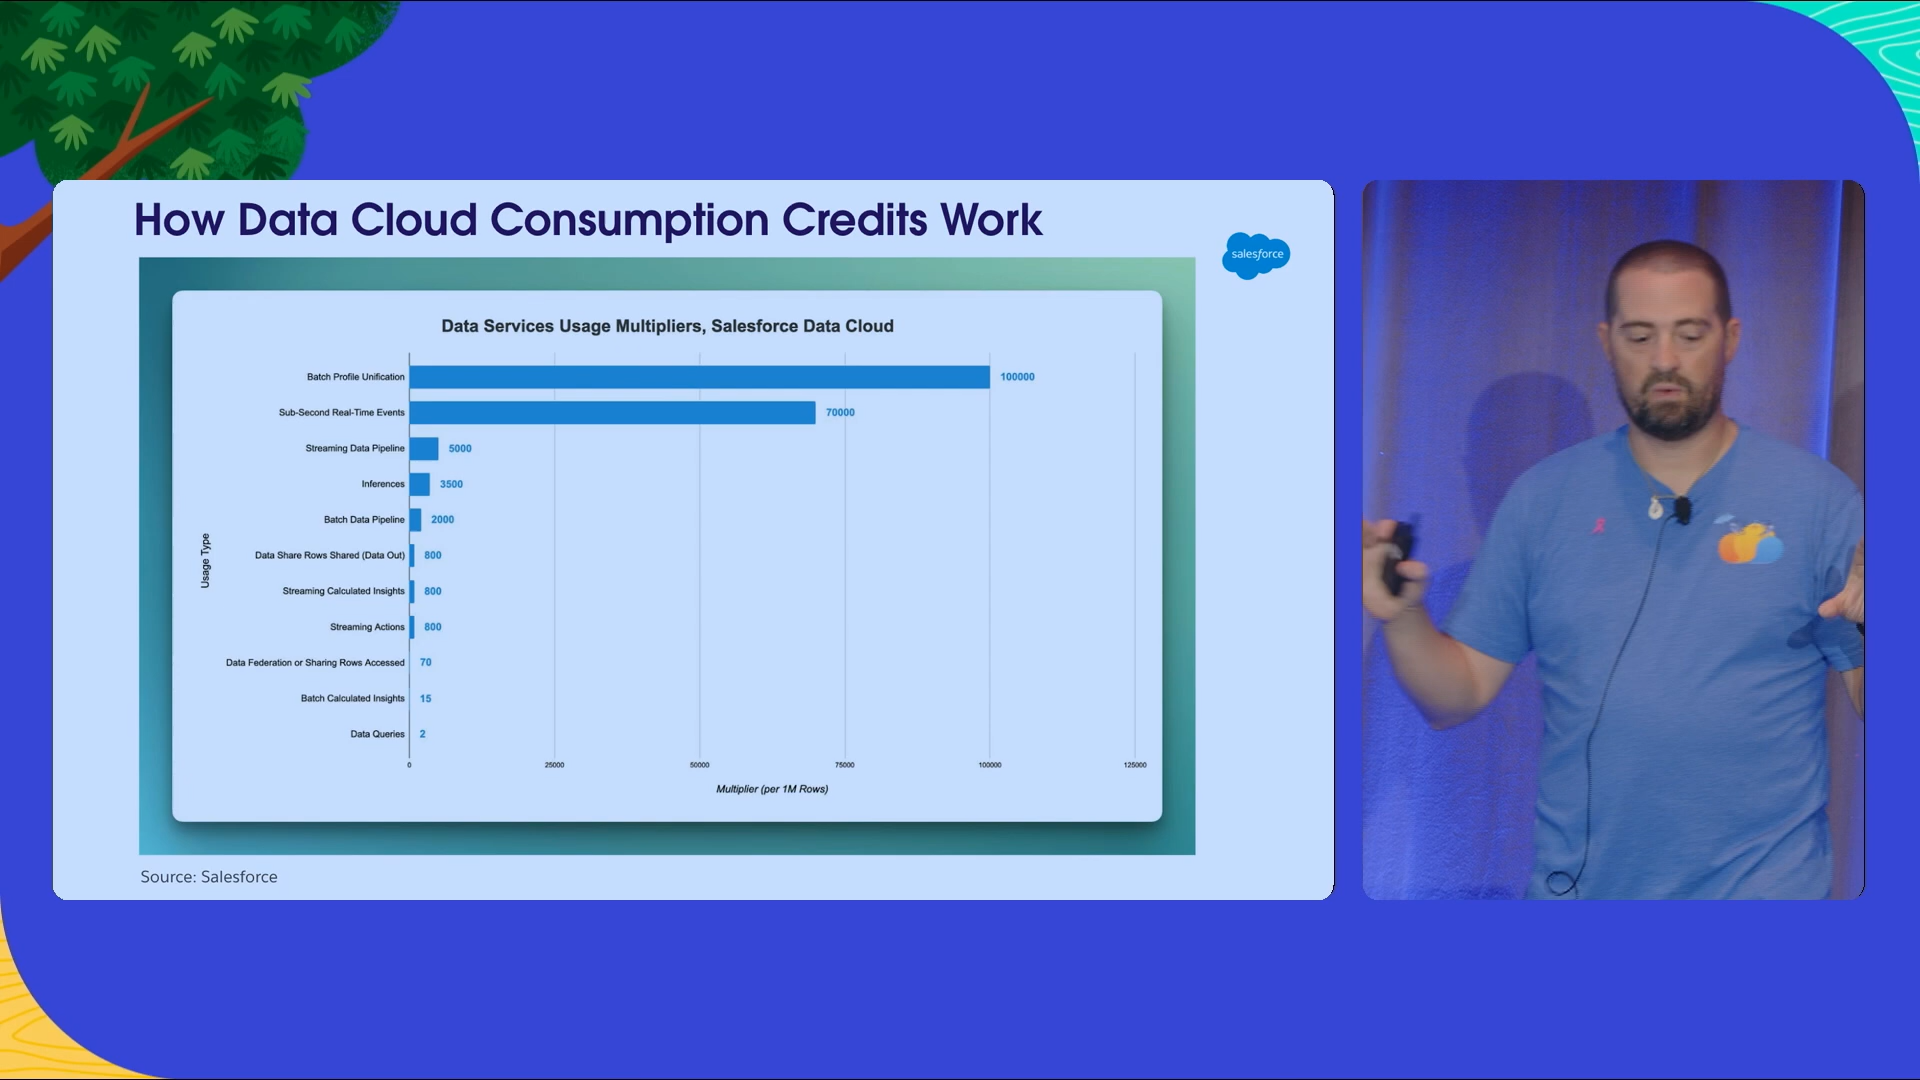 How Data Cloud Consumption Credits Work
salesforce
Data Services Usage Multipliers, Salesforce Data Cloud
Usage Type
Batch Profile Unification 100000
Sub-Second Real-Time Events 70000
Streaming Data Pipeline 5000
Inferences 3500
Batch Data Pipeline 2000
Data Share Rows Shared (Data Out) 800
Streaming Calculated Insights 800
Streaming Actions 800
Data Federation or Sharing Rows Accessed 70
Batch Calculated Insights 15
Data Queries 2
0 25000 50000 75000 100000 125000
Multiplier (per 1M Rows)
Source: Salesforce